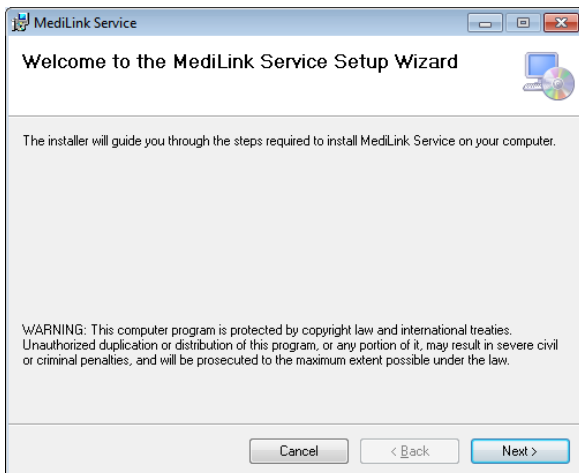 MediLink Service
Welcome to the MediLink Service Setup Wizard
The installer will guide you through the steps required to install MediLink Service on your computer.
WARNING: This computer program is protected by copyright law and international treaties.
Unauthorized duplication or distribution of this program, or any portion of it, may result in severe civil
or criminal penalties, and will be prosecuted to the maximum extent possible under the law.
Cancel
< Back
Next >